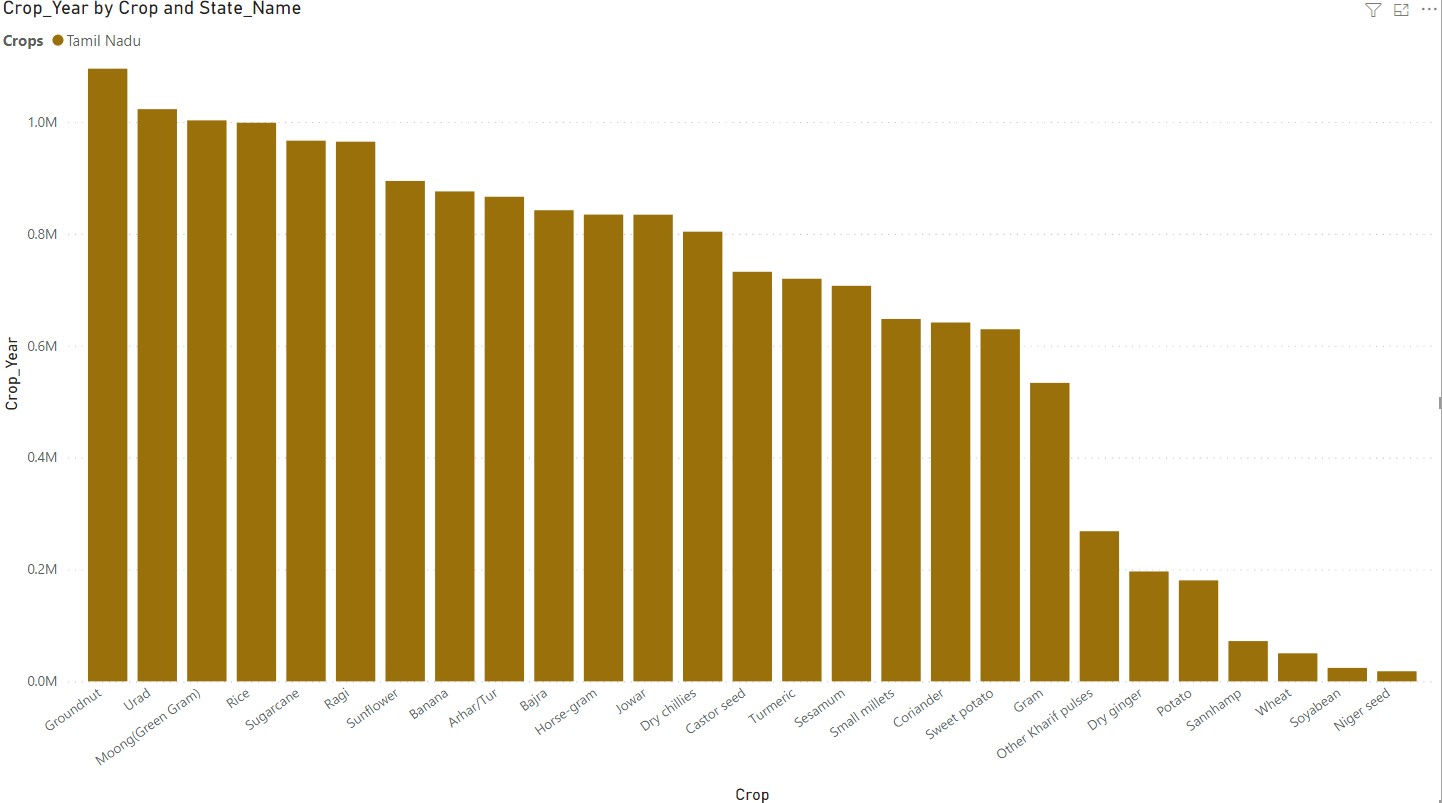 Crop_Year by Crop and State_Name
Crops Tamil Nadu
1.0M
0.8M
0.6M
0.4M
0.2M
0.0M
Crop_Year
Groundnut
Urad
Moong(Green Gram)
Rice
Sugarcane
Ragi
Sunflower
Banana
Arhar/Tur
Bajra
Horse-gram
Jowar
Dry chillies
Castor seed
Turmeric
Sesamum
Small millets
Coriander
Sweet potato
Gram
Other Kharif pulses
Dry ginger
Potato
Sannhamp
Wheat
Soyabean
Niger seed
Crop